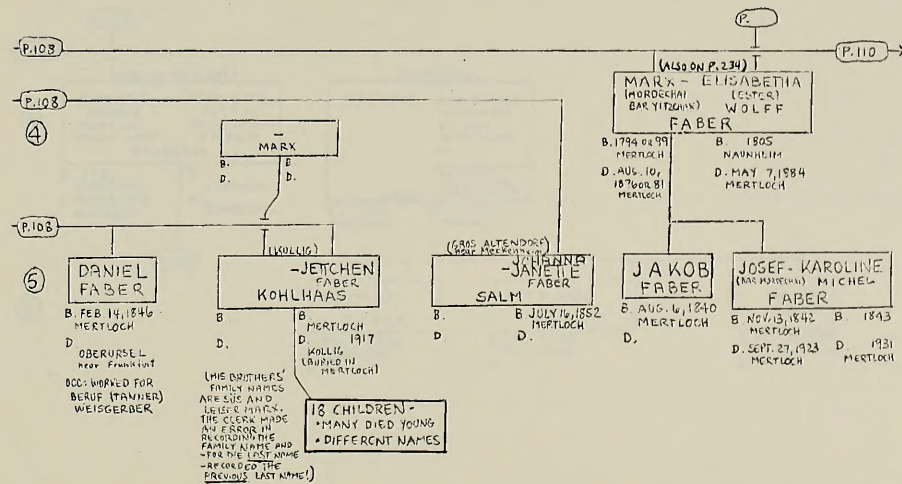 P.
P.108
P.110
(ALSO ON P.234)
MARX - ELISABETHA
(MORDECHAI (ESTER)
BAR YITZCHAK) WOLFF
FABER
B. 1794 OR 99
MERTLOCH
D. AUG. 10,
1876 OR 81
MERTLOCH
B. 1805
NAUNHEIM
D. MAY 7, 1884
MERTLOCH
P.108
④
-
MARX
B. B.
D. D.
P.108
⑤
DANIEL
FABER
B. FEB 14, 1846
MERTLOCH
D.
OBERURSEL
near Frankfurt
OCC: WORKED FOR
BERUF (TANNER)
WEISGERBER
(KOLLIG)
-JETTCHEN
FABER
KOHLHAAS
B.
D.
B.
MERTLOCH
D. 1917
KOLLIG
(BURIED IN
MERTLOCH)
(HIS BROTHERS'
FAMILY NAMES
ARE SÜS AND
LEISER MARX.
THE CLERK MADE
AN ERROR IN
RECORDING THE
FAMILY NAME AND
-FOR THE LAST NAME
-RECORDED THE
PREVIOUS LAST NAME!)
18 CHILDREN -
• MANY DIED YOUNG
• DIFFERENT NAMES
(GROS ALTENDORF)
(near Meckenheim)
JOHANNA
-JANETTE
FABER
SALM
B.
D.
B. JULY 16, 1852
MERTLOCH
D.
JAKOB
FABER
B. AUG. 6, 1840
MERTLOCH
D.
JOSEF - KAROLINE
(BAR MORDECHAI) MICHEL
FABER
B. NOV. 13, 1842
MERTLOCH
D. SEPT. 27, 1923
MERTLOCH
B. 1843
D. 1931
MERTLOCH